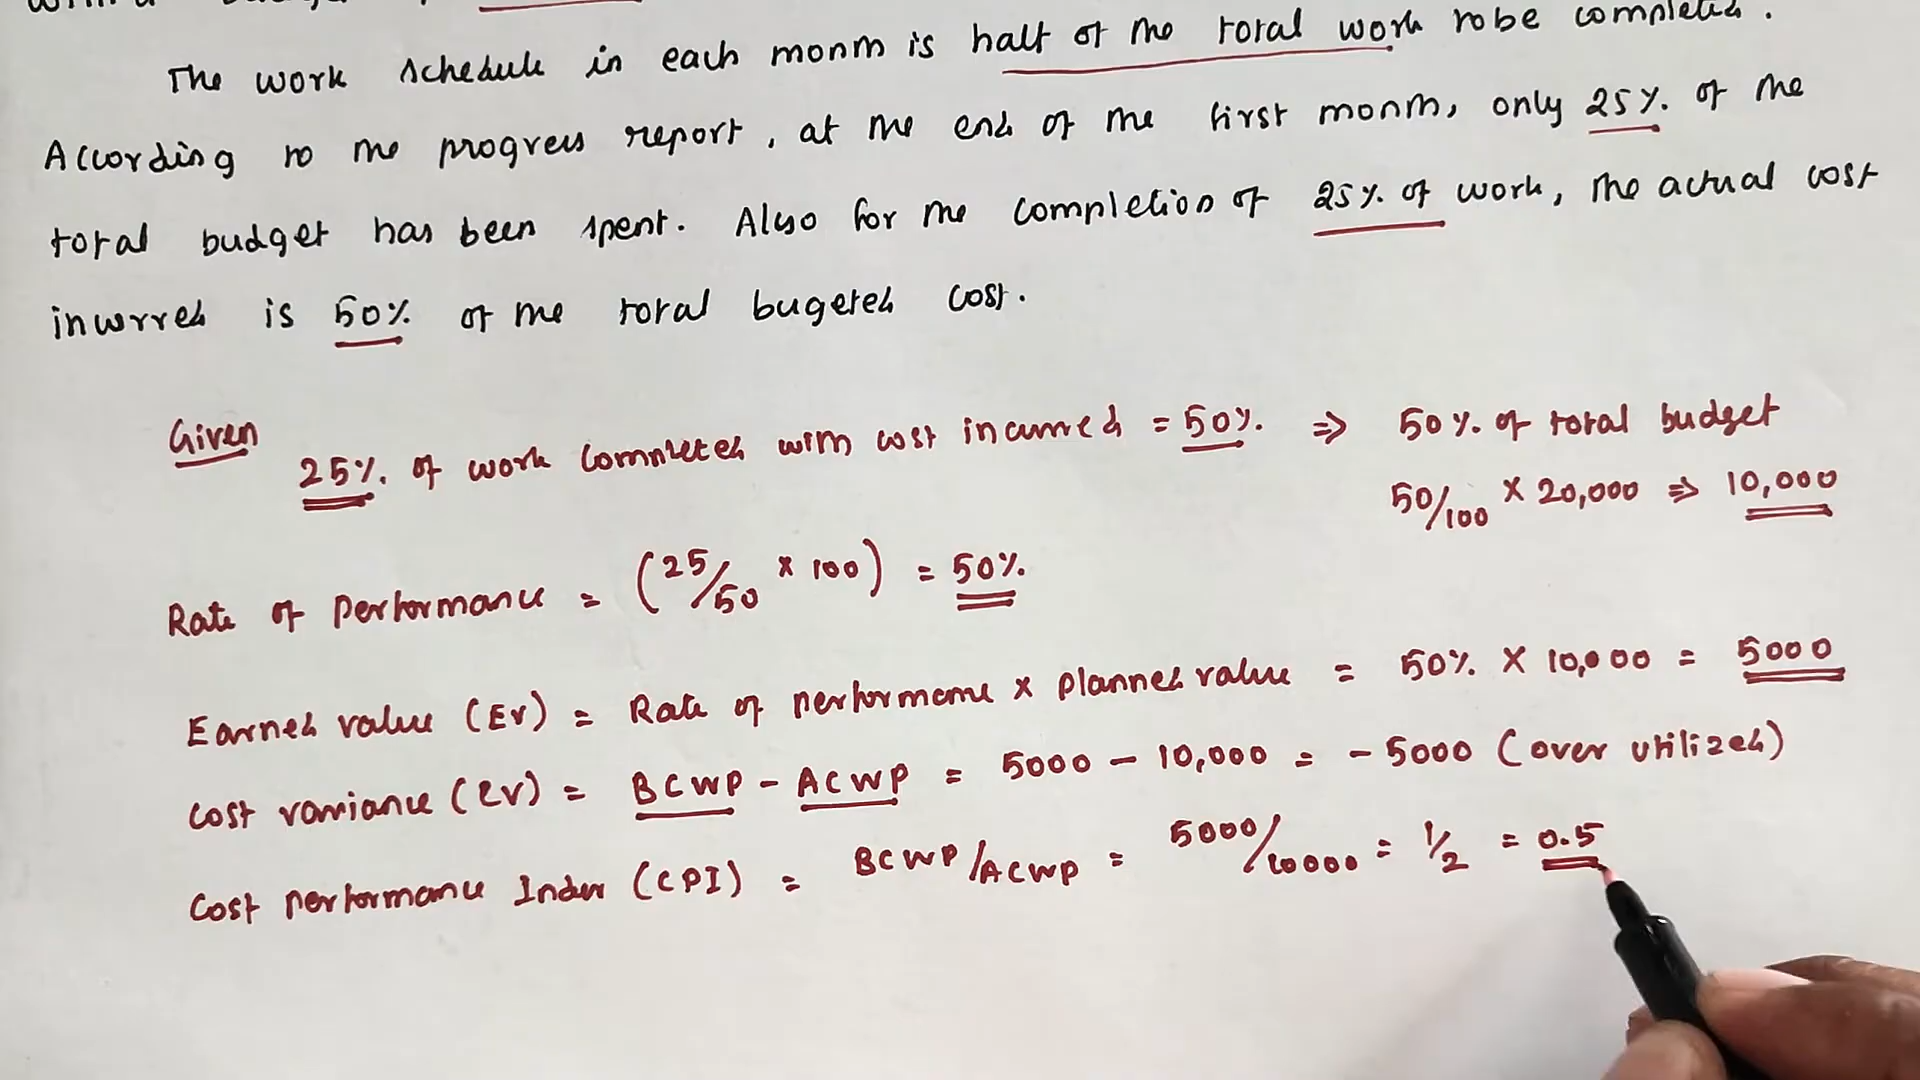 The work schedule in each month is half of the total work to be completed.
According to the progress report, at the end of the first month, only 25% of the
total budget has been spent. Also for the completion of 25% of work, the actual cost
incurred is 50% of the total bugeted cost.
Given
25% of work completed with cost incurred = 50% ⇒ 50% of total budget
50/100 × 20,000 ⇒ 10,000
Rate of Performance = (25/50 × 100) = 50%
Earned value (EV) = Rate of performance × planned value = 50% × 10,000 = 5000
Cost variance (CV) = BCWP - ACWP = 5000 - 10,000 = - 5000 (over utilized)
Cost performance Index (CPI) = BCWP/ACWP = 5000/10000 = 1/2 = 0.5